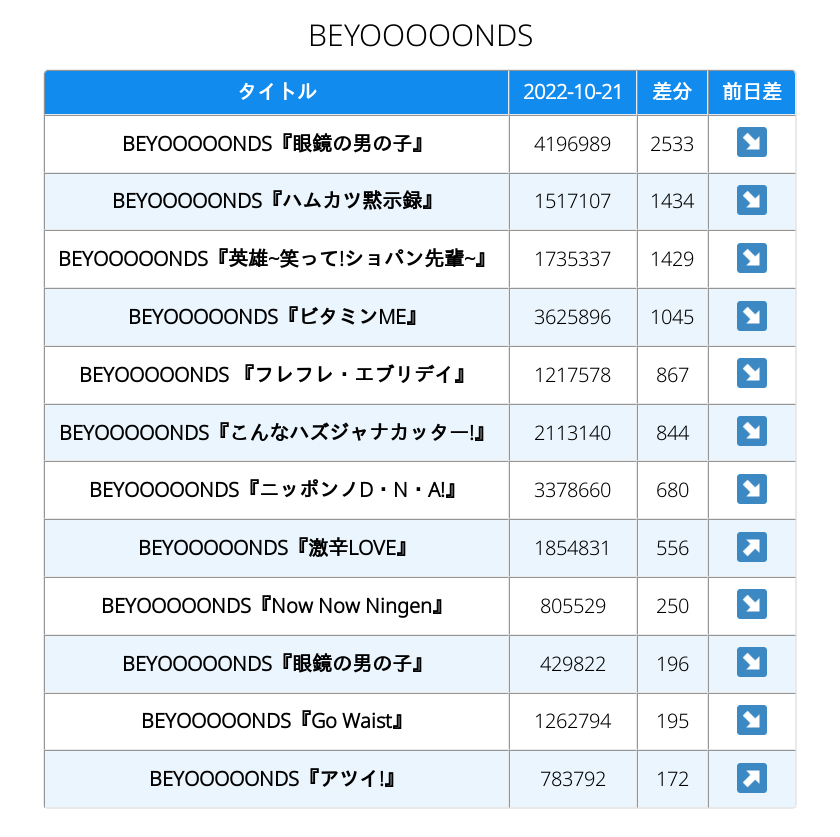 BEYOOOOONDS
タイトル 2022-10-21 差分 前日差
BEYOOOOONDS『眼鏡の男の子』 4196989 2533
BEYOOOOONDS『ハムカツ黙示録』 1517107 1434
BEYOOOOONDS『英雄~笑って!ショパン先輩~』 1735337 1429
BEYOOOOONDS『ビタミンME』 3625896 1045
BEYOOOOONDS 『フレフレ・エブリデイ』 1217578 867
BEYOOOOONDS『こんなハズジャナカッター!』 2113140 844
BEYOOOOONDS『ニッポンノD・N・A!』 3378660 680
BEYOOOOONDS『激辛LOVE』 1854831 556
BEYOOOOONDS『Now Now Ningen』 805529 250
BEYOOOOONDS『眼鏡の男の子』 429822 196
BEYOOOOONDS『Go Waist』 1262794 195
BEYOOOOONDS『アツイ!』 783792 172